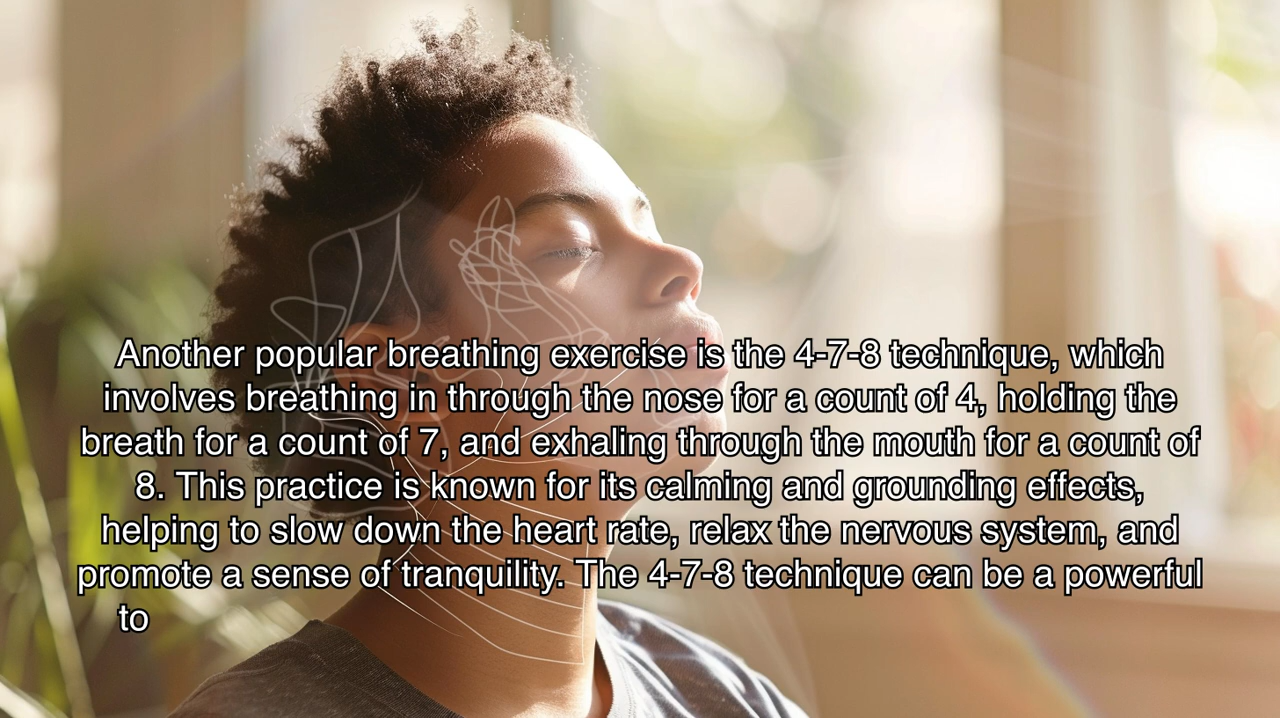 Another popular breathing exercise is the 4-7-8 technique, which
involves breathing in through the nose for a count of 4, holding the
breath for a count of 7, and exhaling through the mouth for a count of
8. This practice is known for its calming and grounding effects,
helping to slow down the heart rate, relax the nervous system, and
promote a sense of tranquility. The 4-7-8 technique can be a powerful
to